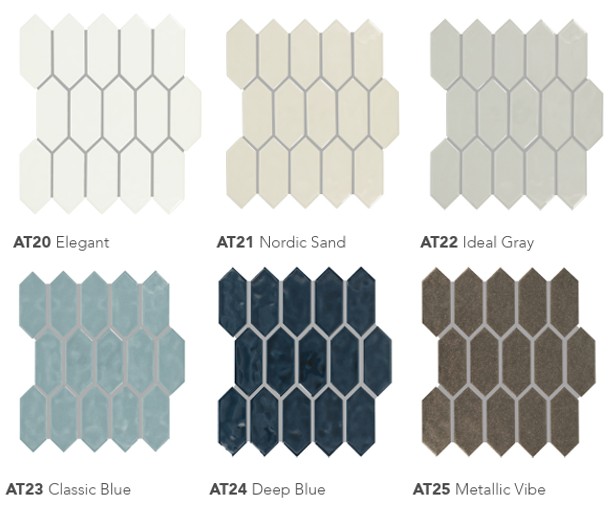 AT20 Elegant
AT21 Nordic Sand
AT22 Ideal Gray
AT23 Classic Blue
AT24 Deep Blue
AT25 Metallic Vibe